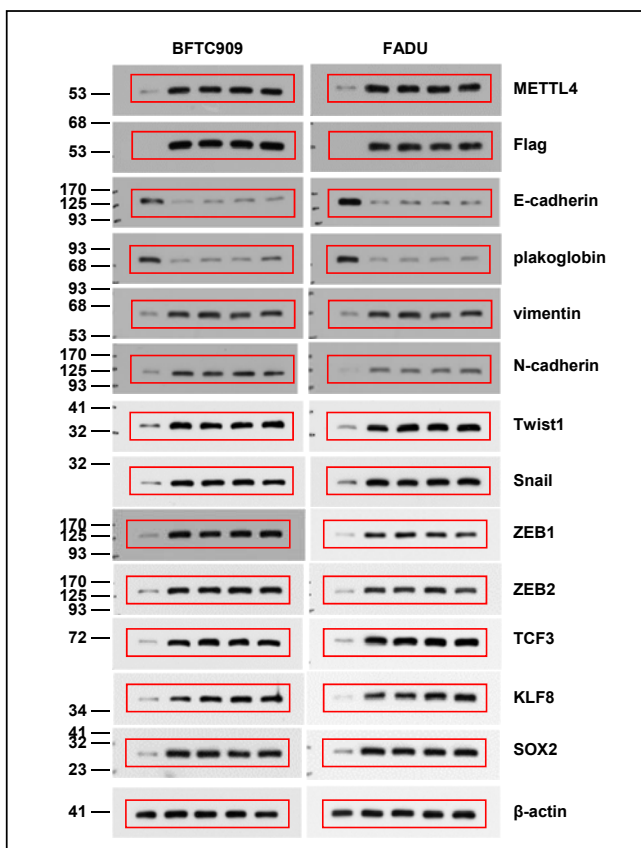 BFTC909 FADU
53 METTL4
68
53 Flag
170
125 E-cadherin
93
93
68 plakoglobin
93
68 vimentin
53
170
125 N-cadherin
93
41
32 Twist1
32
Snail
170
125 ZEB1
93
170
125 ZEB2
93
72 TCF3
KLF8
34
41
32 SOX2
23
41 β-actin